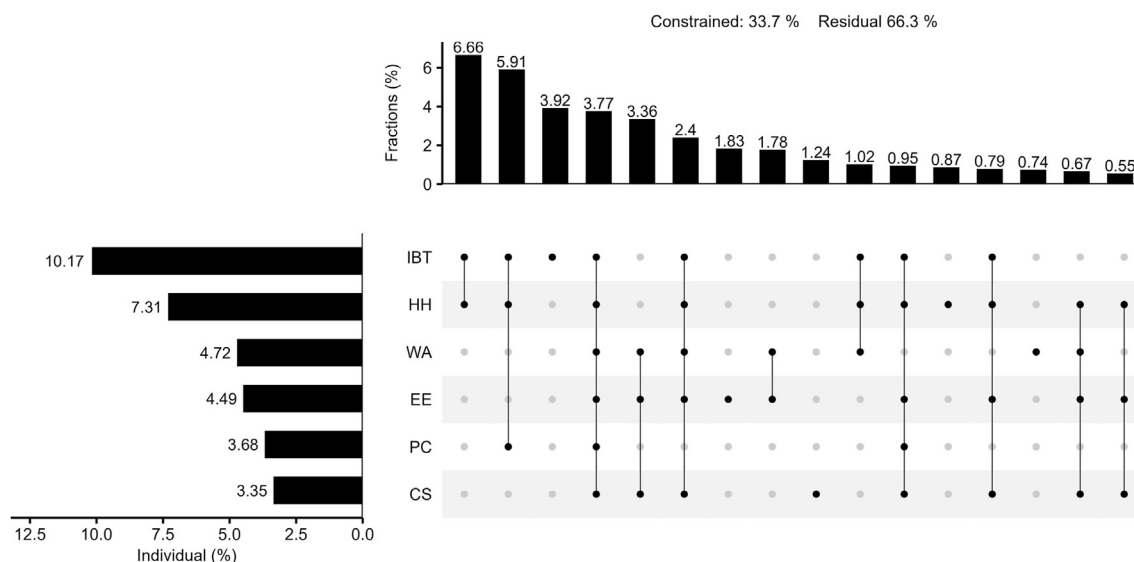 Constrained: 33.7 %    Residual 66.3 %
Fractions (%)
6
4
2
0
6.66 5.91 3.92 3.77 3.36 2.4 1.83 1.78 1.24 1.02 0.95 0.87 0.79 0.74 0.67 0.55
10.17 IBT
7.31 HH
4.72 WA
4.49 EE
3.68 PC
3.35 CS
12.5 10.0 7.5 5.0 2.5 0.0
Individual (%)